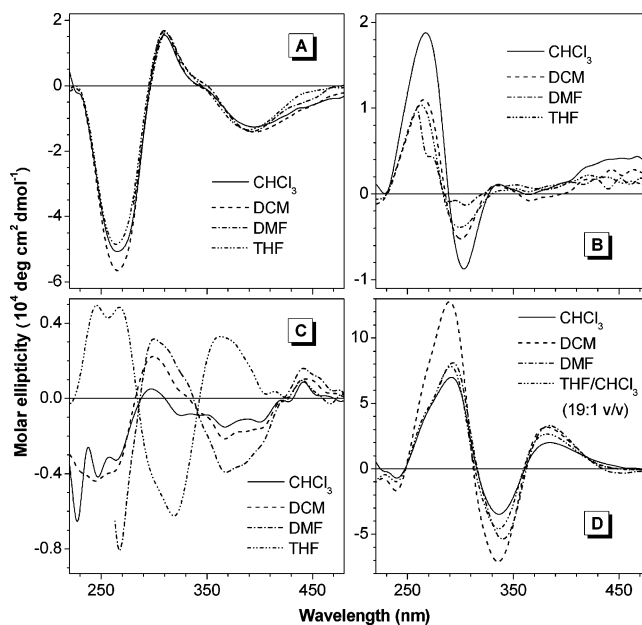 2
0
-2
-4
-6
A
CHCl3
DCM
DMF
THF
2
1
0
-1
B
CHCl3
DCM
DMF
THF
0.4
0.0
-0.4
-0.8
C
CHCl3
DCM
DMF
THF
250 350 450
10
5
0
-5
D
CHCl3
DCM
DMF
THF/CHCl3
(19:1 v/v)
250 350 450
Molar ellipticity (10^4 deg cm^2 dmol^-1)
Wavelength (nm)